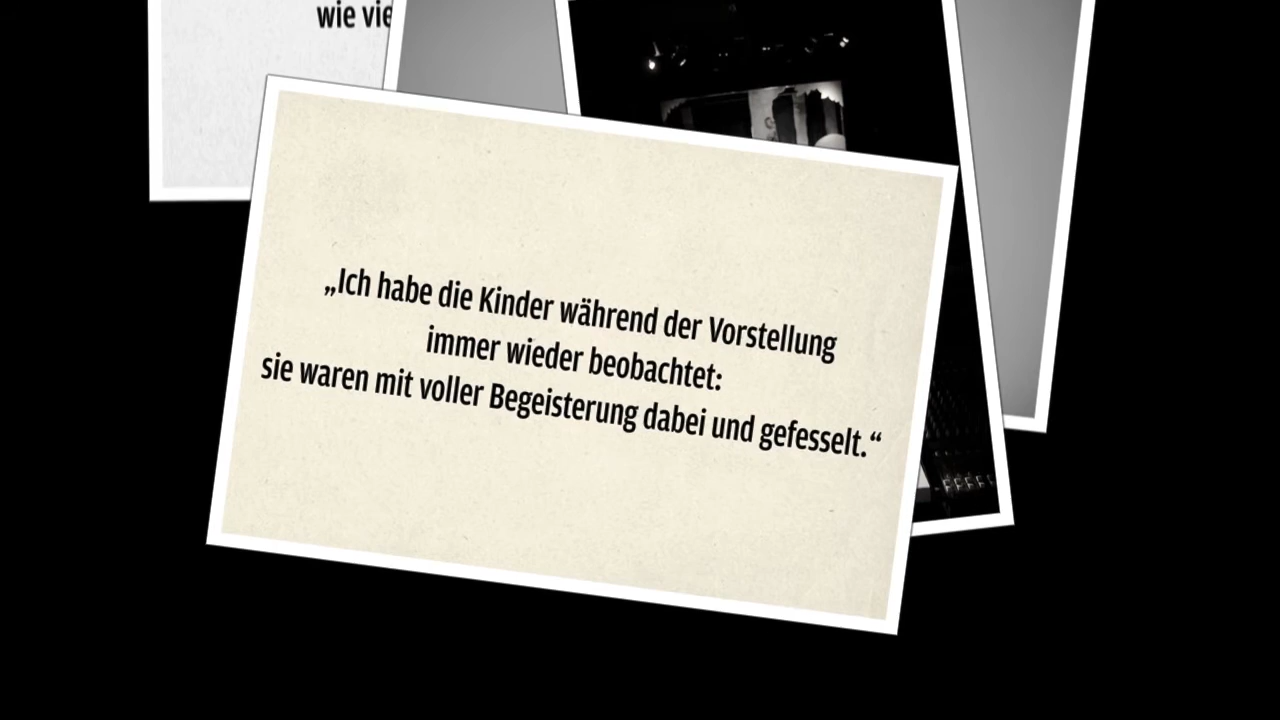 wie vie
„Ich habe die Kinder während der Vorstellung
immer wieder beobachtet:
sie waren mit voller Begeisterung dabei und gefesselt.“